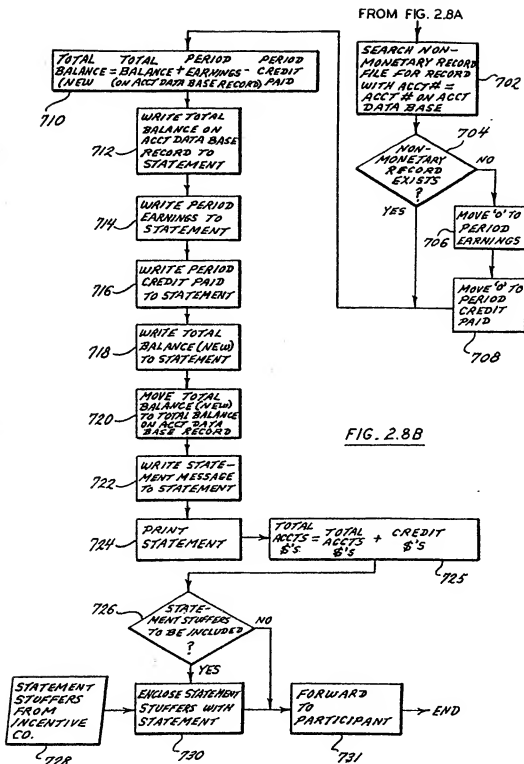 FROM FIG. 2.8A
SEARCH NON-
MONETARY RECORD
FILE FOR RECORD
WITH ACCT# =
ACCT # ON ACCT
DATA BASE
702
NON-
MONETARY
RECORD
EXISTS
?
704
NO
YES
MOVE '0' TO
PERIOD
EARNINGS
706
MOVE '0' TO
PERIOD
CREDIT
PAID
708
TOTAL TOTAL PERIOD PERIOD
BALANCE = BALANCE + EARNINGS - CREDIT
(NEW (ON ACCT DATA BASE RECORD) PAID
710
WRITE TOTAL
BALANCE ON
ACCT DATA BASE
RECORD TO
STATEMENT
712
WRITE PERIOD
EARNINGS TO
STATEMENT
714
WRITE PERIOD
CREDIT PAID
TO STATEMENT
716
WRITE TOTAL
BALANCE (NEW)
TO STATEMENT
718
MOVE TOTAL
BALANCE (NEW)
TO TOTAL BALANCE
ON ACCT DATA
BASE RECORD
720
WRITE STATE-
MENT MESSAGE
TO STATEMENT
722
PRINT
STATEMENT
724
TOTAL TOTAL CREDIT
ACCTS = ACCTS + $'S
$'S $'S
725
FIG. 2.8B
726
STATE-
MENT STUFFERS
TO BE INCLUDED
?
NO
YES
STATEMENT
STUFFERS
FROM
INCENTIVE
CO.
728
ENCLOSE STATEMENT
STUFFERS WITH
STATEMENT
730
FORWARD
TO
PARTICIPANT
731
END